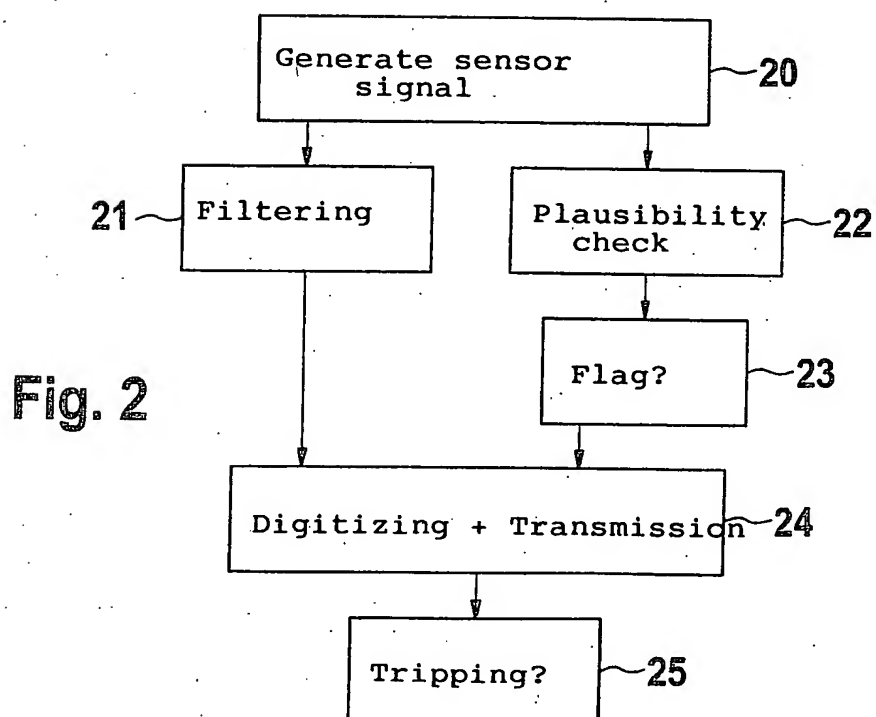 Generate sensor
signal
20
21
Filtering
Plausibility
check
22
Flag?
23
Fig. 2
Digitizing + Transmission
24
Tripping?
25